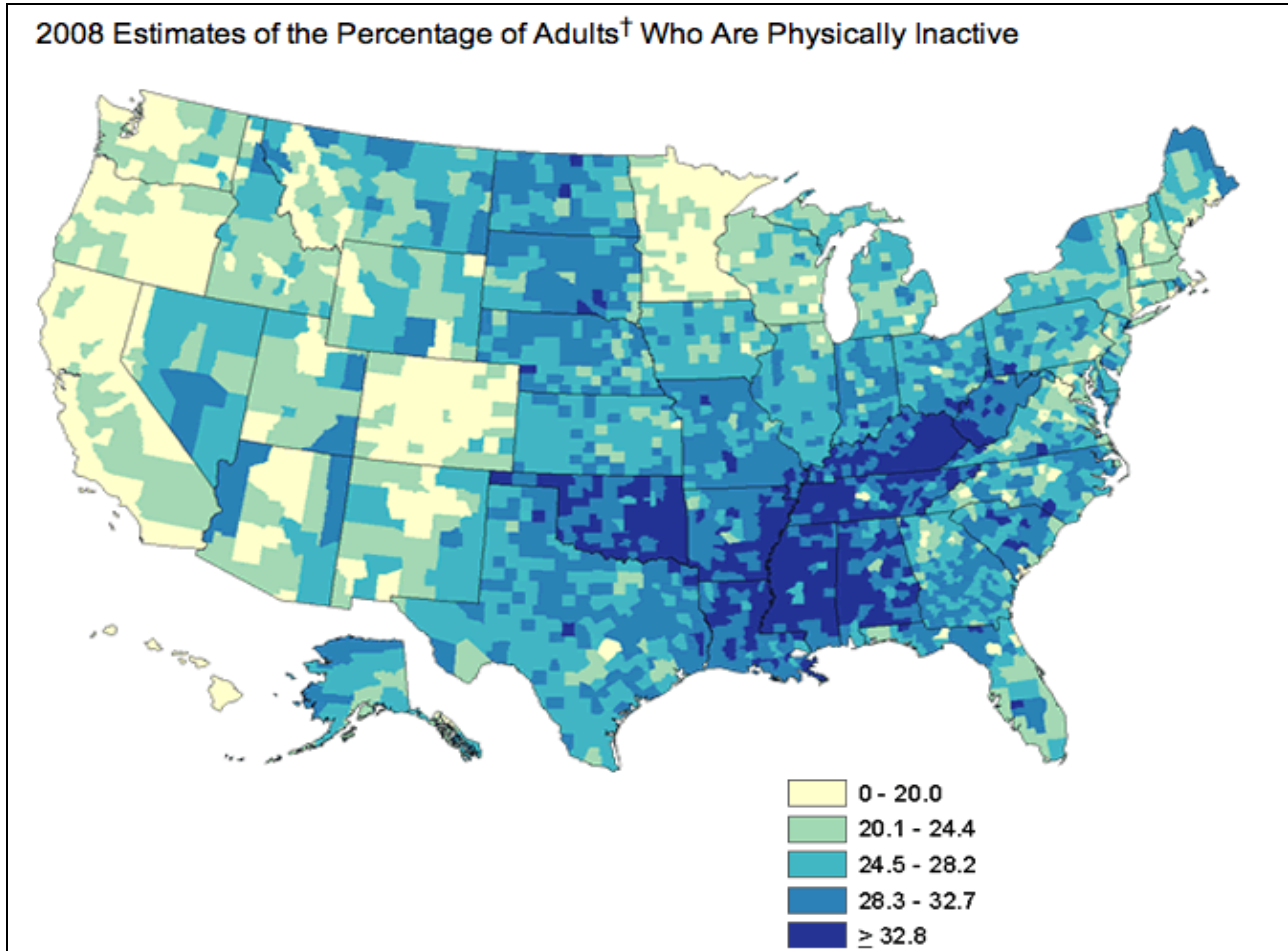 2008 Estimates of the Percentage of Adults† Who Are Physically Inactive
0 - 20.0
20.1 - 24.4
24.5 - 28.2
28.3 - 32.7
≥ 32.8